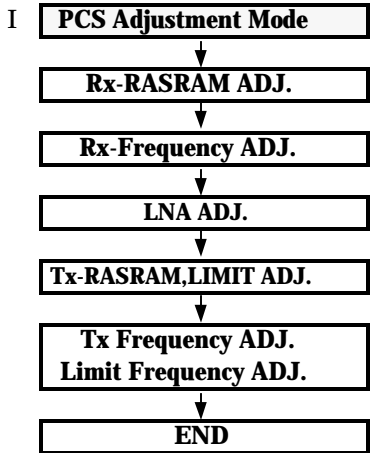 I
PCS Adjustment Mode
Rx-RASRAM ADJ.
Rx-Frequency ADJ.
LNA ADJ.
Tx-RASRAM,LIMIT ADJ.
Tx Frequency ADJ.
Limit Frequency ADJ.
END